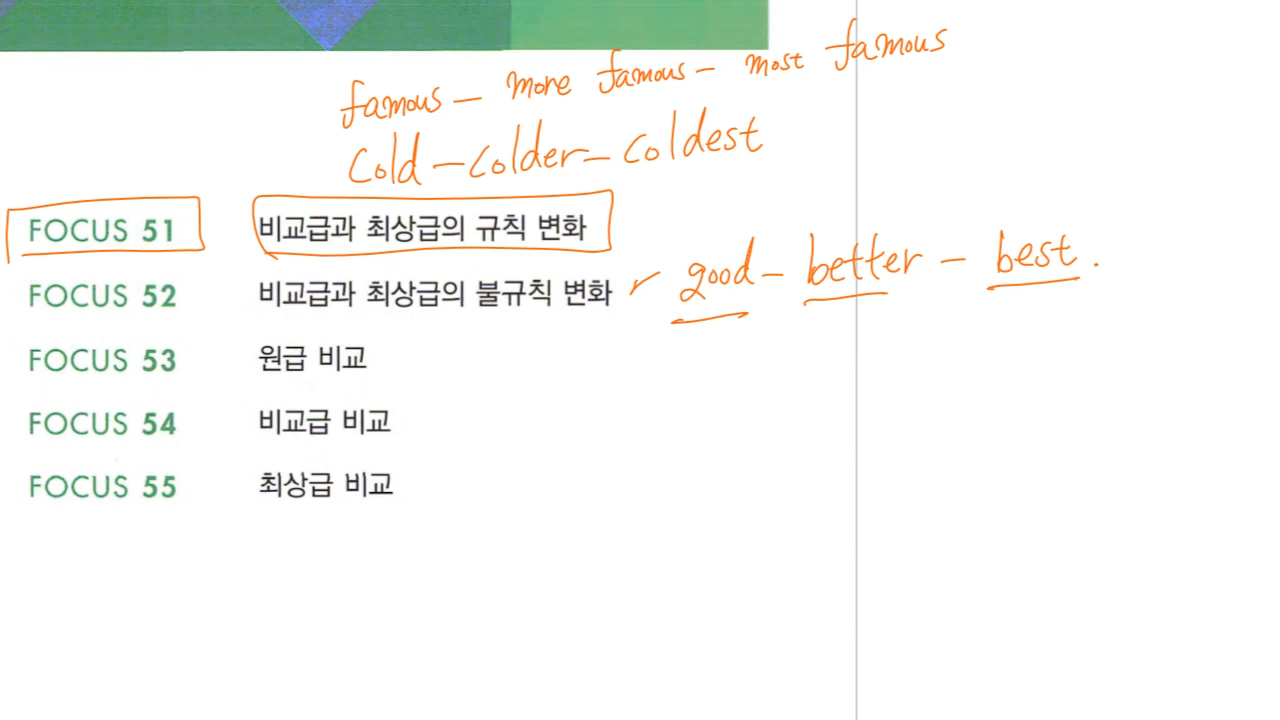 famous – more famous – most famous
cold – colder – coldest
FOCUS 51 비교급과 최상급의 규칙 변화
FOCUS 52 비교급과 최상급의 불규칙 변화 good – better – best.
FOCUS 53 원급 비교
FOCUS 54 비교급 비교
FOCUS 55 최상급 비교